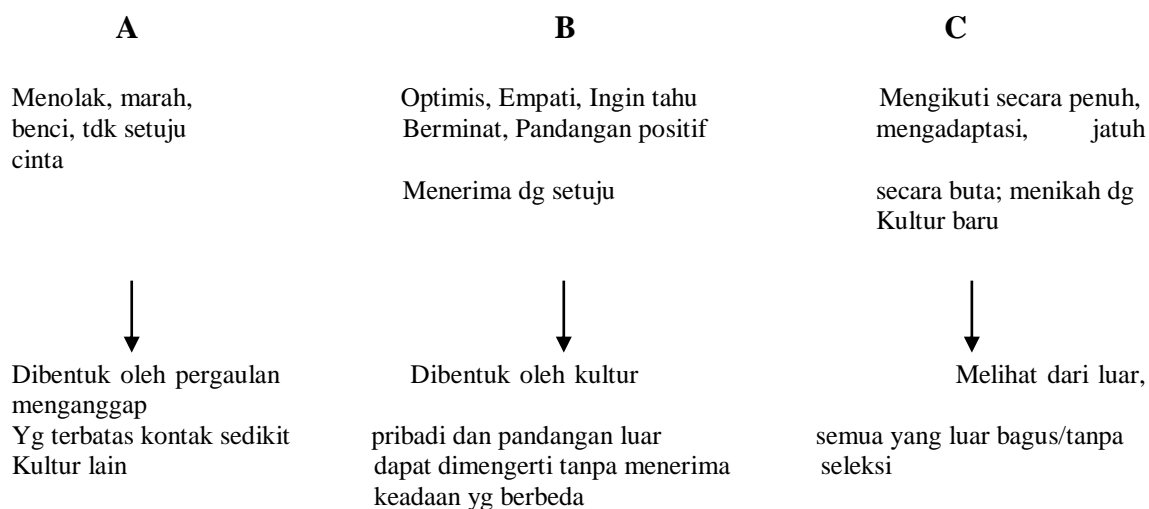 A B C
Menolak, marah, Optimis, Empati, Ingin tahu Mengikuti secara penuh,
benci, tdk setuju Berminat, Pandangan positif mengadaptasi, jatuh
cinta
Menerima dg setuju secara buta; menikah dg
Kultur baru
Dibentuk oleh pergaulan Dibentuk oleh kultur Melihat dari luar,
menganggap
Yg terbatas kontak sedikit pribadi dan pandangan luar semua yang luar bagus/tanpa
Kultur lain dapat dimengerti tanpa menerima seleksi
keadaan yg berbeda